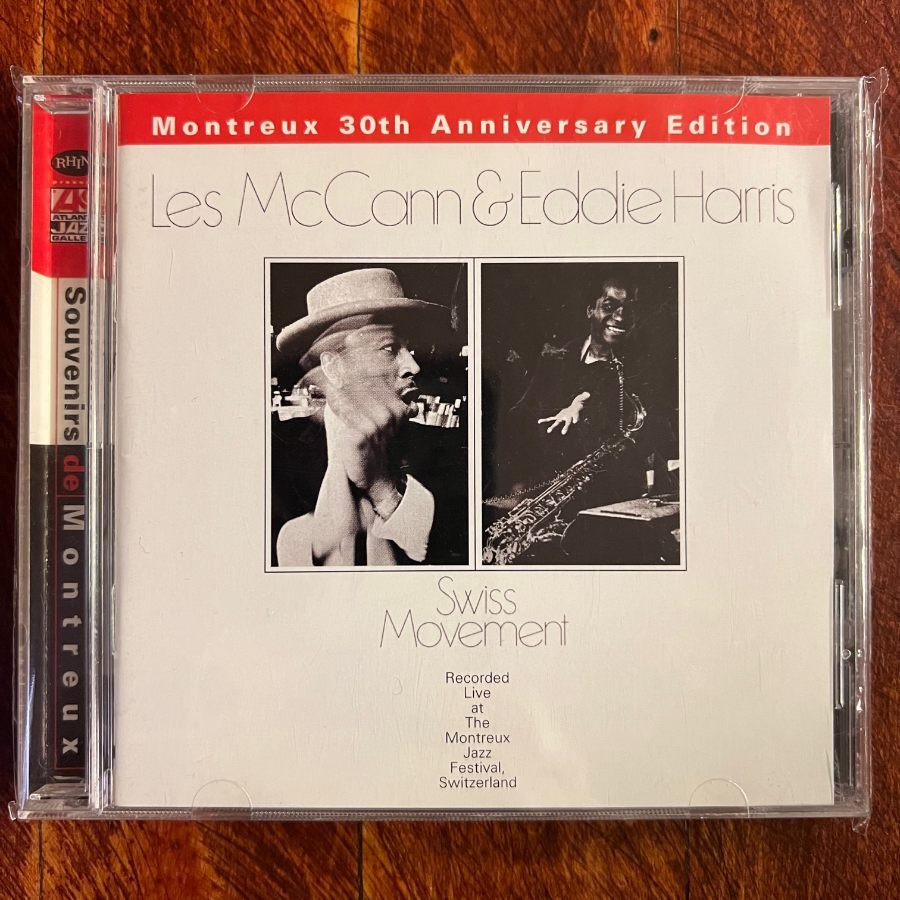 Montreux 30th Anniversary Edition
Les McCann & Eddie Harris
Swiss
Movement
Recorded
Live
at
The
Montreux
Jazz
Festival,
Switzerland
JAZZ
Souvenirs de Montreux